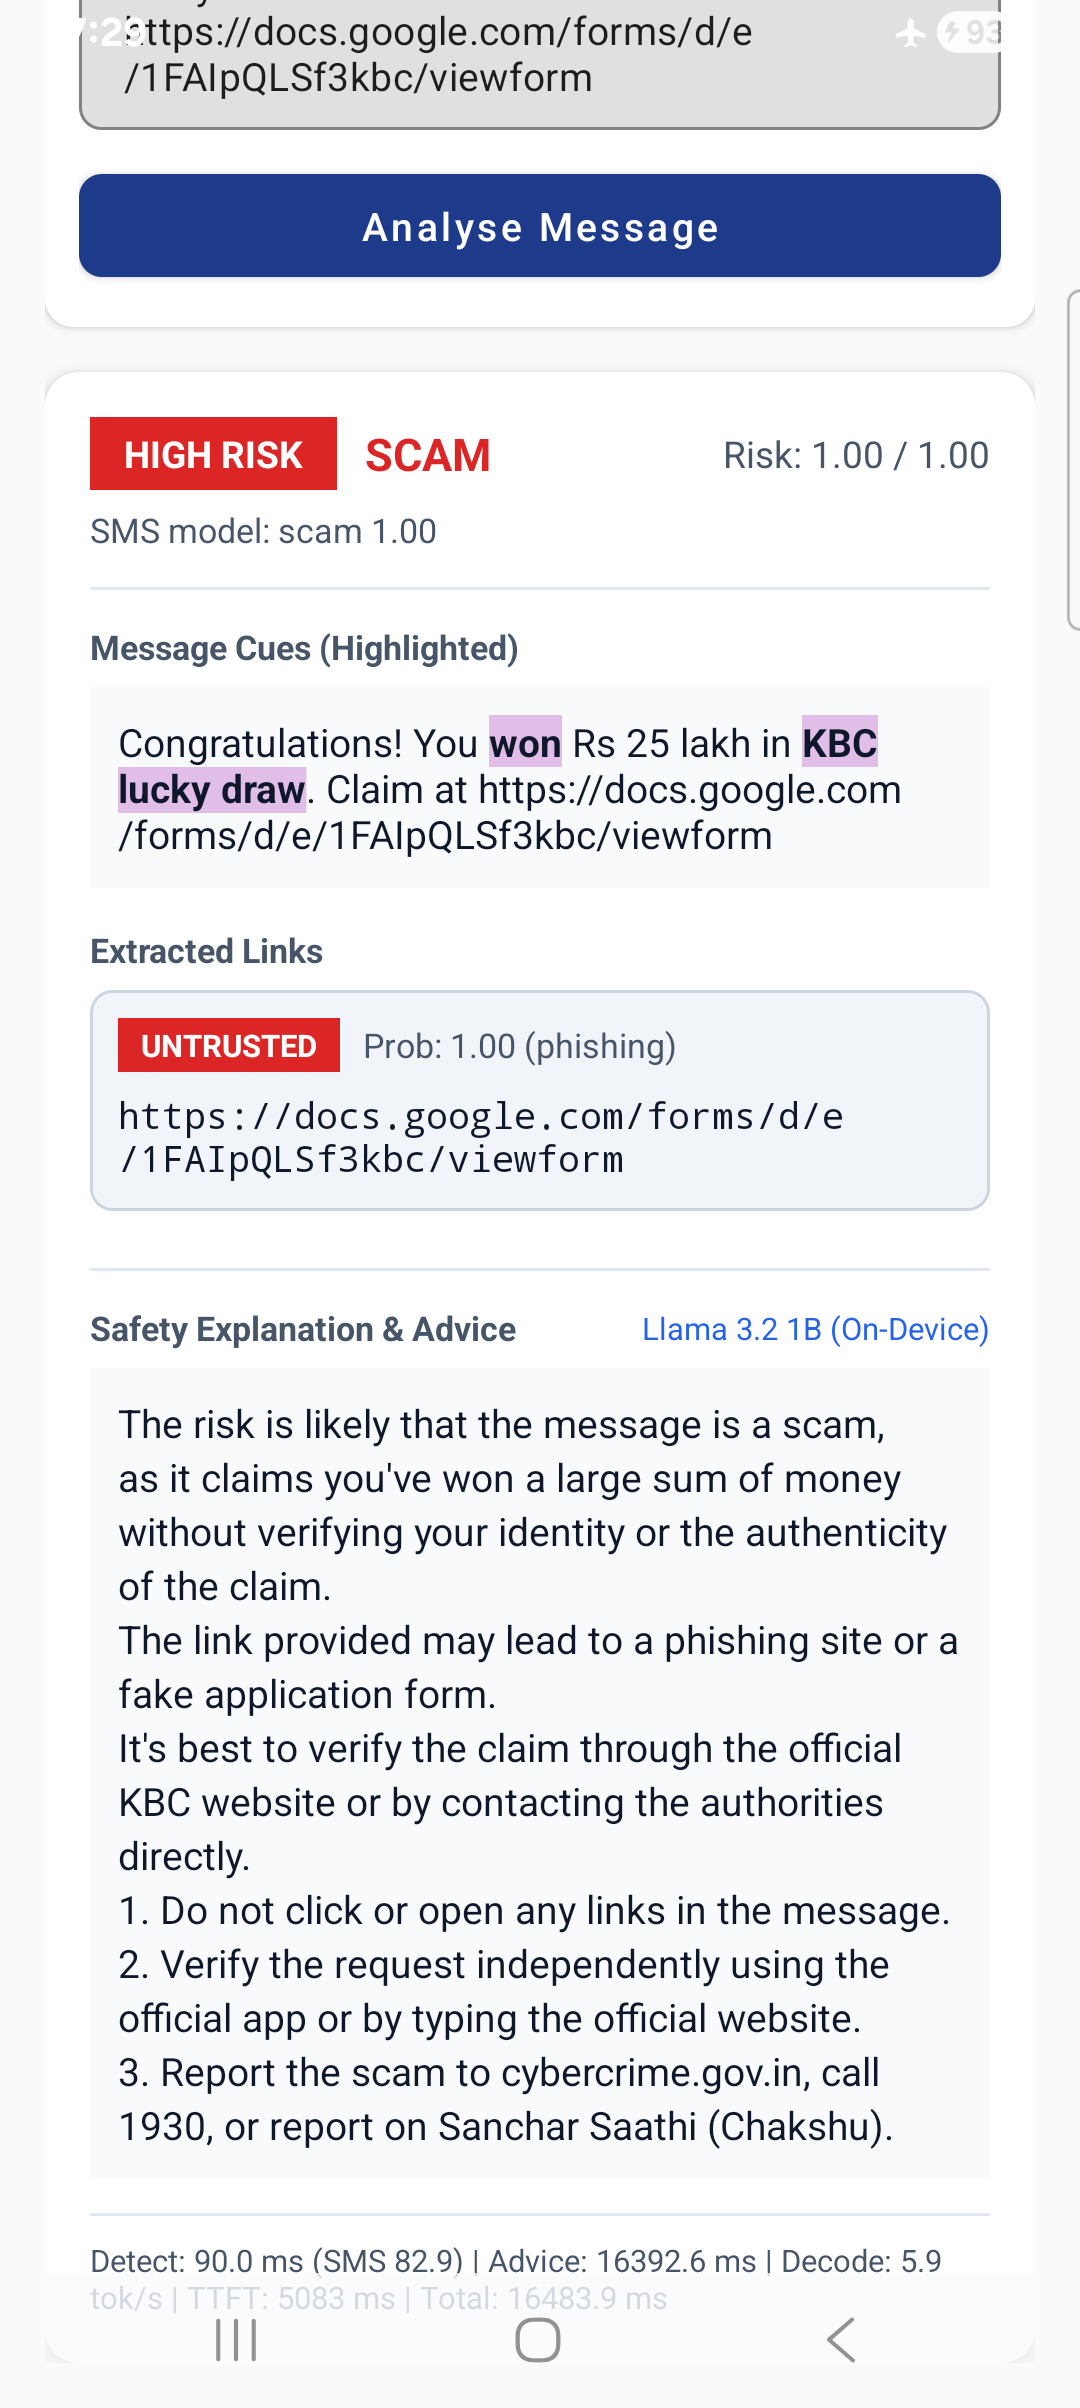 https://docs.google.com/forms/d/e
/1FAIpQLSf3kbc/viewform
Analyse Message
HIGH RISK SCAM Risk: 1.00 / 1.00
SMS model: scam 1.00
Message Cues (Highlighted)
Congratulations! You won Rs 25 lakh in KBC
lucky draw. Claim at https://docs.google.com
/forms/d/e/1FAIpQLSf3kbc/viewform
Extracted Links
UNTRUSTED Prob: 1.00 (phishing)
https://docs.google.com/forms/d/e
/1FAIpQLSf3kbc/viewform
Safety Explanation & Advice Llama 3.2 1B (On-Device)
The risk is likely that the message is a scam,
as it claims you've won a large sum of money
without verifying your identity or the authenticity
of the claim.
The link provided may lead to a phishing site or a
fake application form.
It's best to verify the claim through the official
KBC website or by contacting the authorities
directly.
1. Do not click or open any links in the message.
2. Verify the request independently using the
official app or by typing the official website.
3. Report the scam to cybercrime.gov.in, call
1930, or report on Sanchar Saathi (Chakshu).
Detect: 90.0 ms (SMS 82.9) | Advice: 16392.6 ms | Decode: 5.9
tok/s | TTFT: 5083 ms | Total: 16483.9 ms